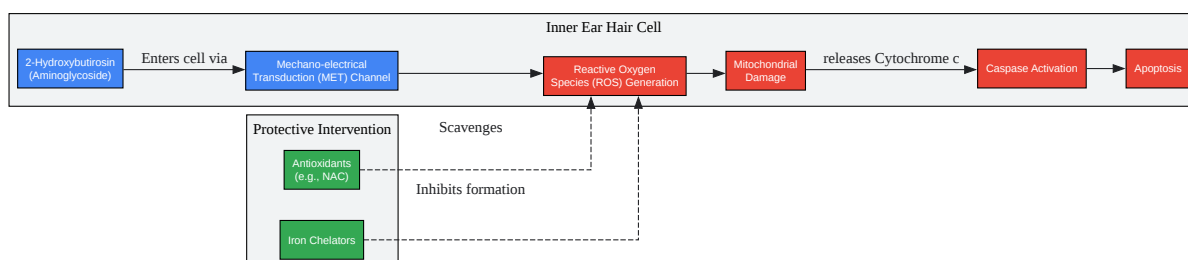 Inner Ear Hair Cell
2-Hydroxybutirosin
(Aminoglycoside)
Enters cell via
Mechano-electrical
Transduction (MET) Channel
Reactive Oxygen
Species (ROS) Generation
Mitochondrial
Damage
releases Cytochrome c
Caspase Activation
Apoptosis
Protective Intervention
Scavenges
Antioxidants
(e.g., NAC)
Inhibits formation
Iron Chelators